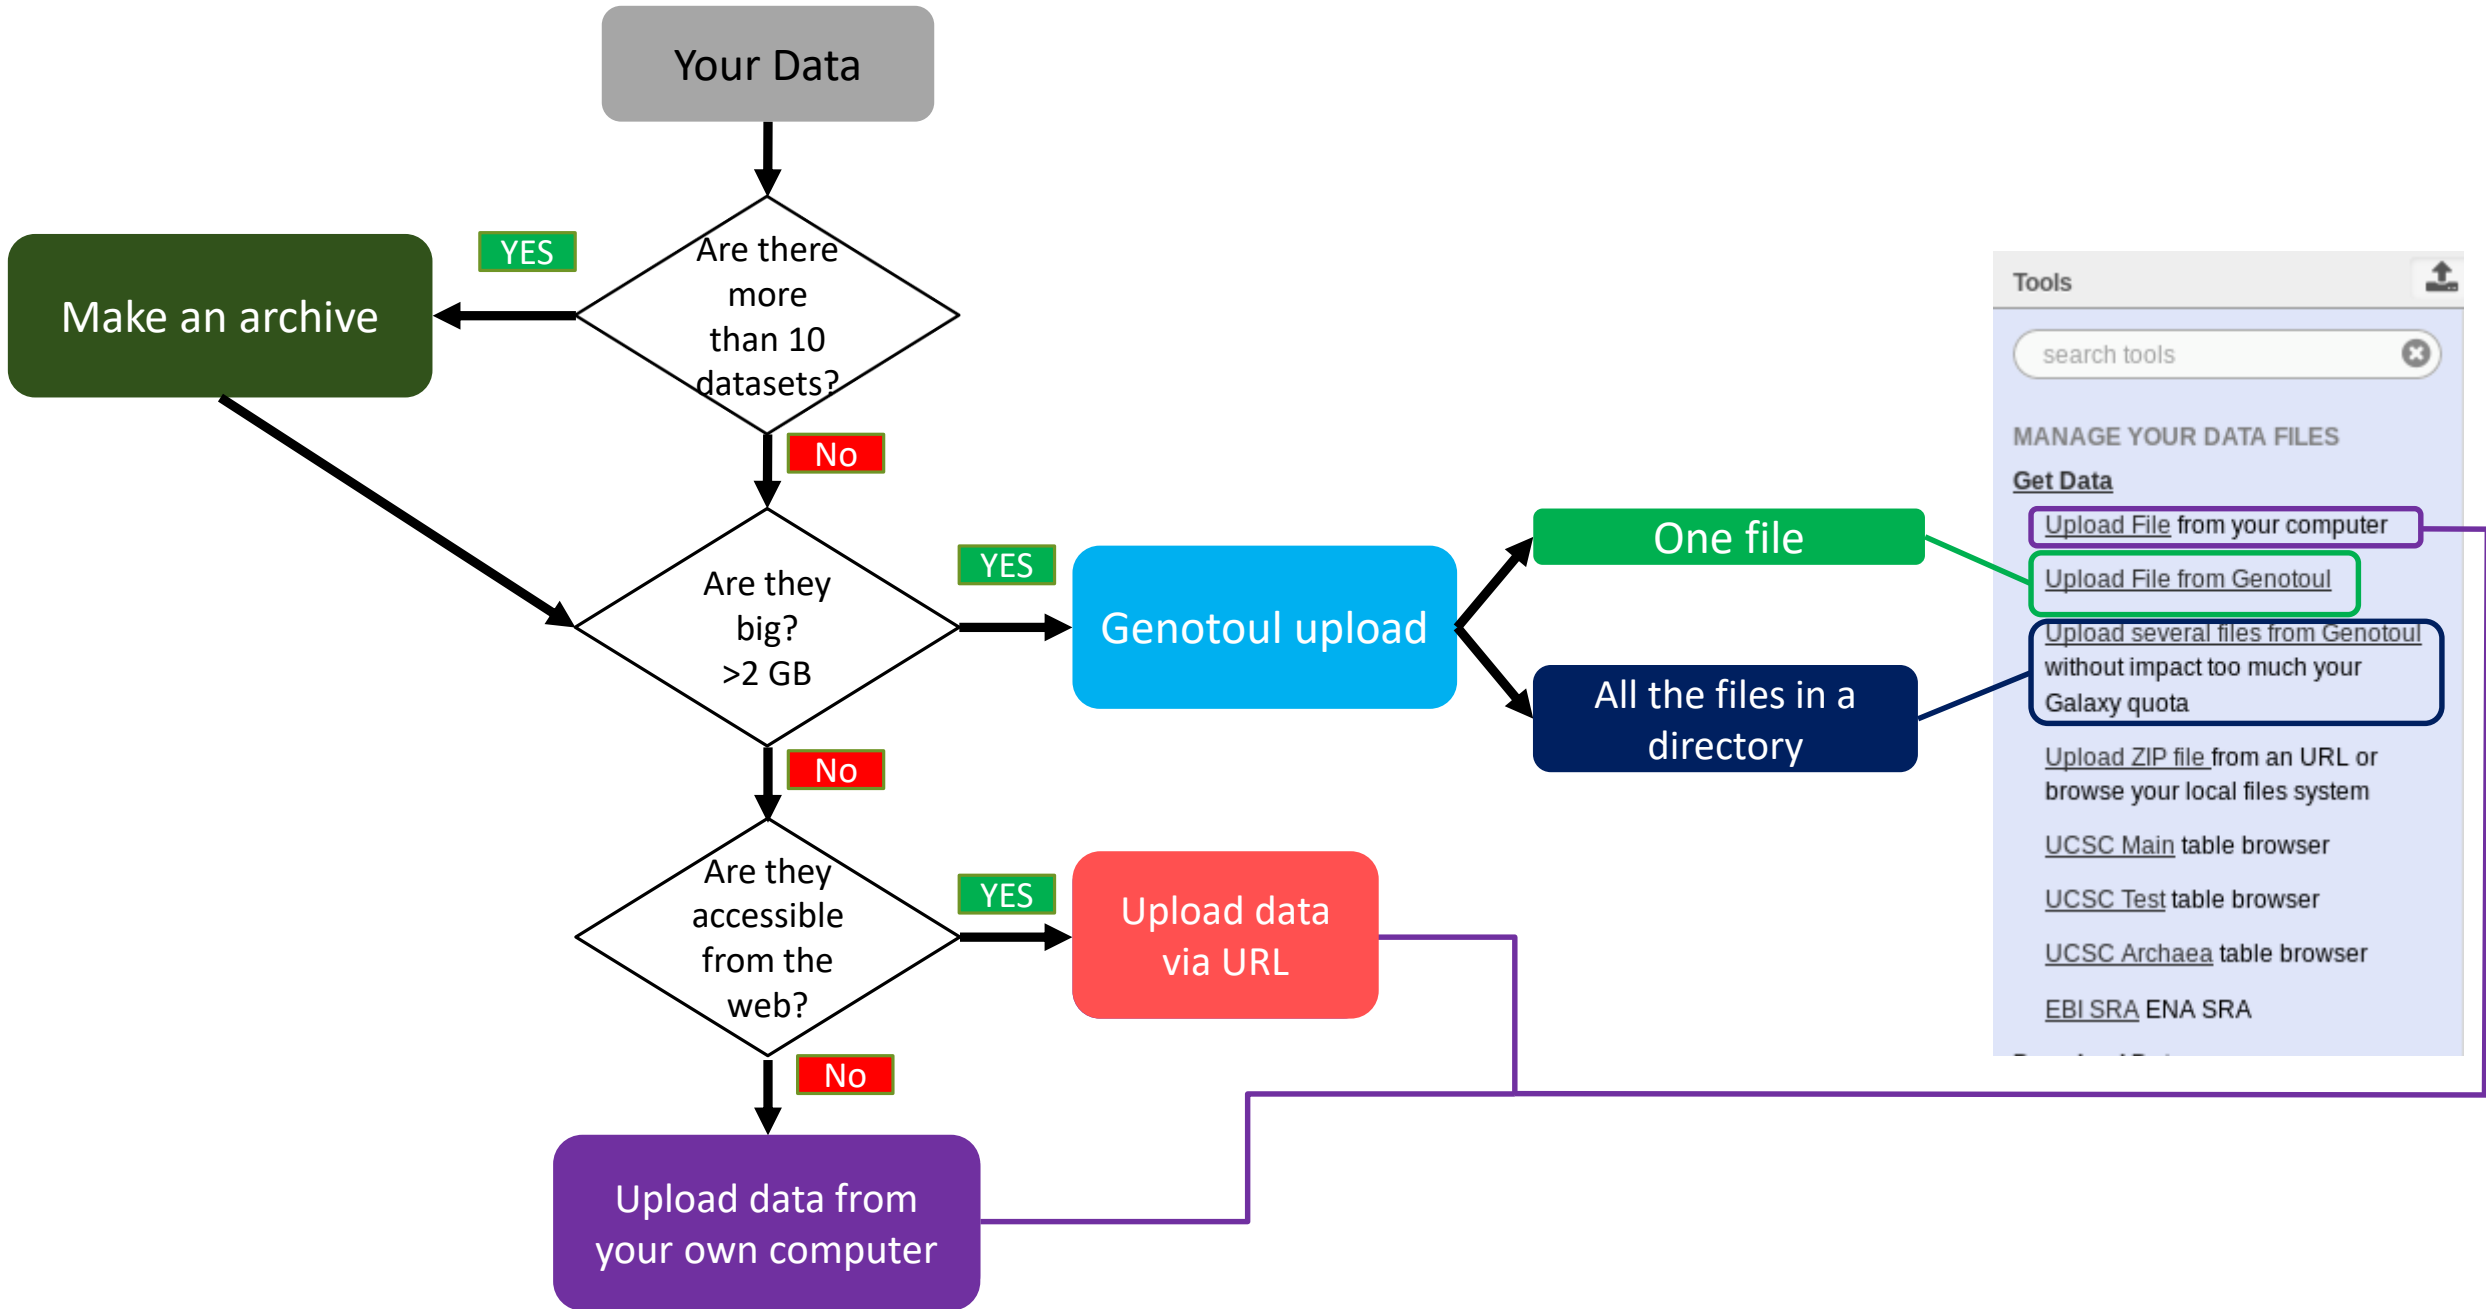 Your Data
YES
Are there
more
than 10
datasets?
Make an archive
No
Are they
big?
>2 GB
YES
Genotoul upload
One file
All the files in a
directory
No
Are they
accessible
from the
web?
YES
Upload data
via URL
No
Upload data from
your own computer
Tools
search tools
MANAGE YOUR DATA FILES
Get Data
Upload File from your computer
Upload File from Genotoul
Upload several files from Genotoul
without impact too much your
Galaxy quota
Upload ZIP file from an URL or
browse your local files system
UCSC Main table browser
UCSC Test table browser
UCSC Archaea table browser
EBI SRA ENA SRA